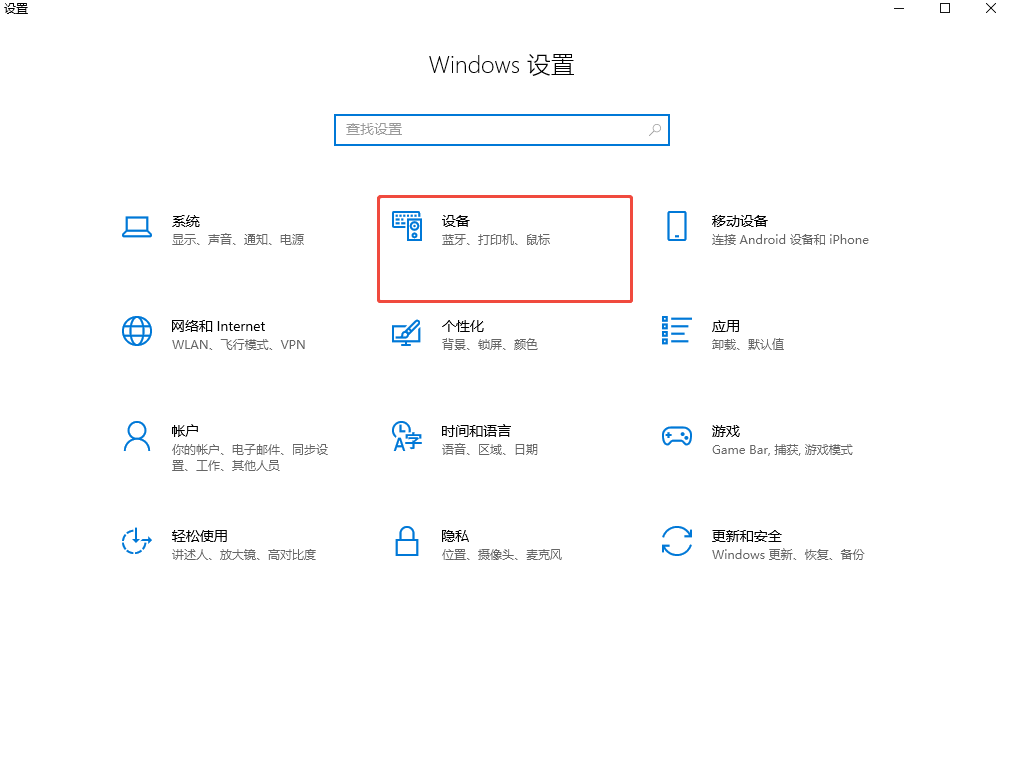 设置
Windows 设置
查找设置
系统
显示、声音、通知、电源
设备
蓝牙、打印机、鼠标
移动设备
连接 Android 设备和 iPhone
网络和 Internet
WLAN、飞行模式、VPN
个性化
背景、锁屏、颜色
应用
卸载、默认值
帐户
你的帐户、电子邮件、同步设
置、工作、其他人员
时间和语言
语音、区域、日期
游戏
Game Bar, 捕获, 游戏模式
轻松使用
讲述人、放大镜、高对比度
隐私
位置、摄像头、麦克风
更新和安全
Windows 更新、恢复、备份